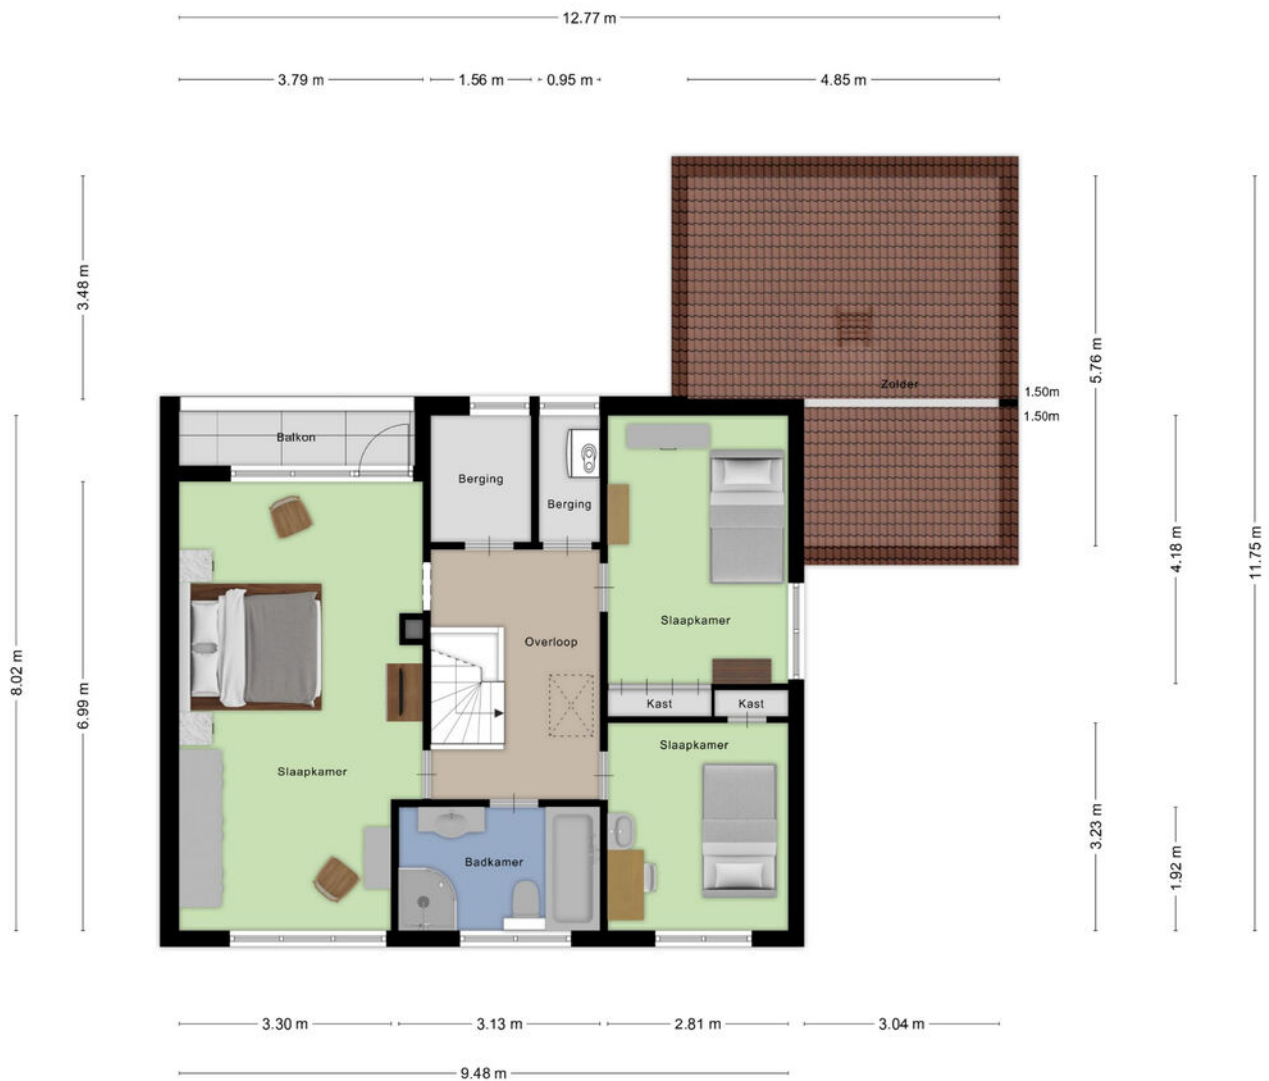 12.77 m
3.79 m
1.56 m
0.95 m
4.85 m
3.48 m
5.76 m
Zolder
1.50m
1.50m
Balkon
Berging
Berging
4.18 m
11.75 m
Slaapkamer
Overloop
8.02 m
6.99 m
Kast
Kast
Slaapkamer
Slaapkamer
3.23 m
Badkamer
1.92 m
3.30 m
3.13 m
2.81 m
3.04 m
9.48 m